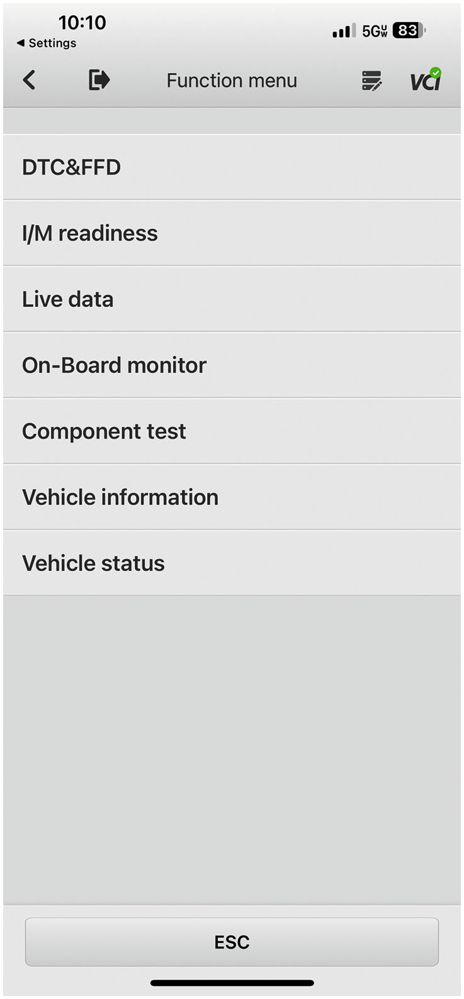 10:10
5G UW 83
Settings
Function menu
VCI
DTC&FFD
I/M readiness
Live data
On-Board monitor
Component test
Vehicle information
Vehicle status
ESC